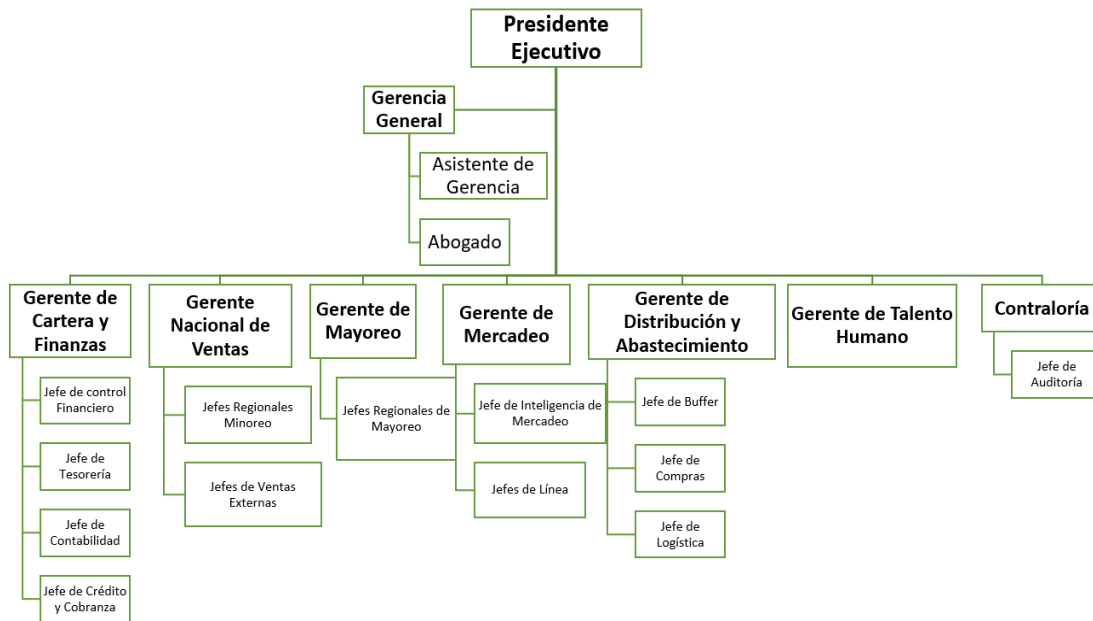 Presidente
Ejecutivo
Gerencia
General
Asistente de
Gerencia
Abogado
Gerente de
Cartera y
Finanzas
Jefe de control
Financiero
Jefe de
Tesorería
Jefe de
Contabilidad
Jefe de Crédito
y Cobranza
Gerente
Nacional de
Ventas
Jefes Regionales
Minoreo
Jefes de Ventas
Externas
Gerente de
Mayoreo
Jefes Regionales de
Mayoreo
Gerente de
Mercadeo
Jefe de Inteligencia de
Mercadeo
Jefes de Línea
Gerente de
Distribución y
Abastecimiento
Jefe de Buffer
Jefe de
Compras
Jefe de
Logística
Gerente de Talento
Humano
Contraloría
Jefe de
Auditoría